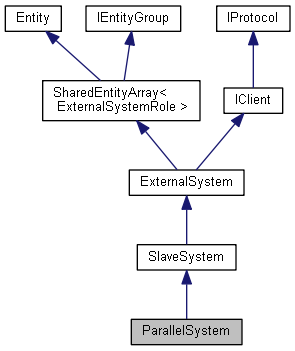 Entity
IEntityGroup
IProtocol
SharedEntityArray<
ExternalSystemRole >
IClient
ExternalSystem
SlaveSystem
ParallelSystem